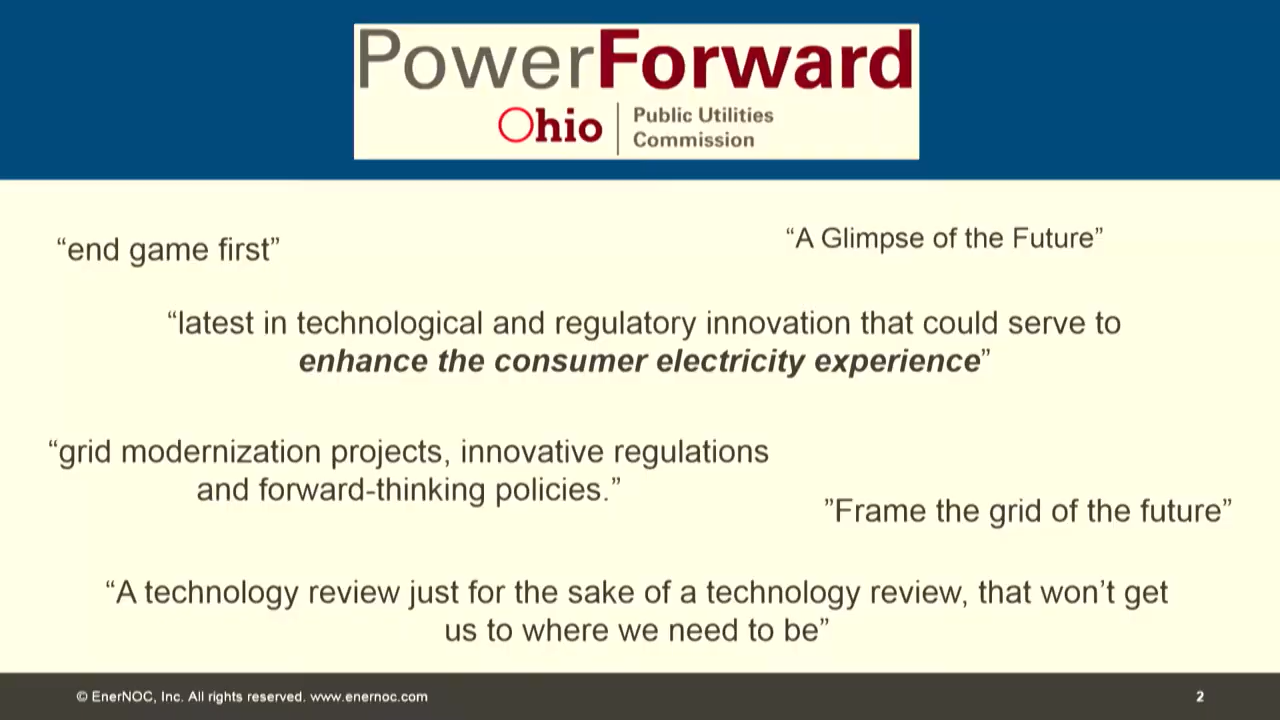 PowerForward
Ohio
Public Utilities
Commission
“end game first”
“A Glimpse of the Future”
“latest in technological and regulatory innovation that could serve to
enhance the consumer electricity experience”
“grid modernization projects, innovative regulations
and forward-thinking policies.”
”Frame the grid of the future”
“A technology review just for the sake of a technology review, that won’t get
us to where we need to be”
© EnerNOC, Inc. All rights reserved. www.enernoc.com
2